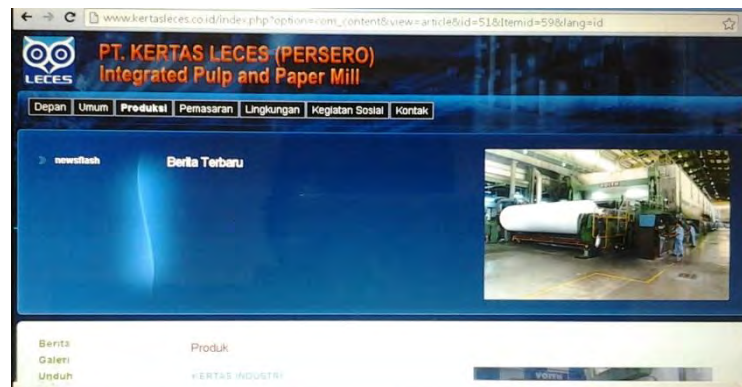 www.kertasleces.co.id/index.php?option=com_content&view=article&id=51&Itemid=59&lang=id
LECES
PT. KERTAS LECES (PERSERO)
Integrated Pulp and Paper Mill
Depan Umum Produksi Pemasaran Lingkungan Kegiatan Sosial Kontak
newsflash
Berita Terbaru
Berita
Galeri
Unduh
Produk
KERTAS INDUSTRI
VOITH